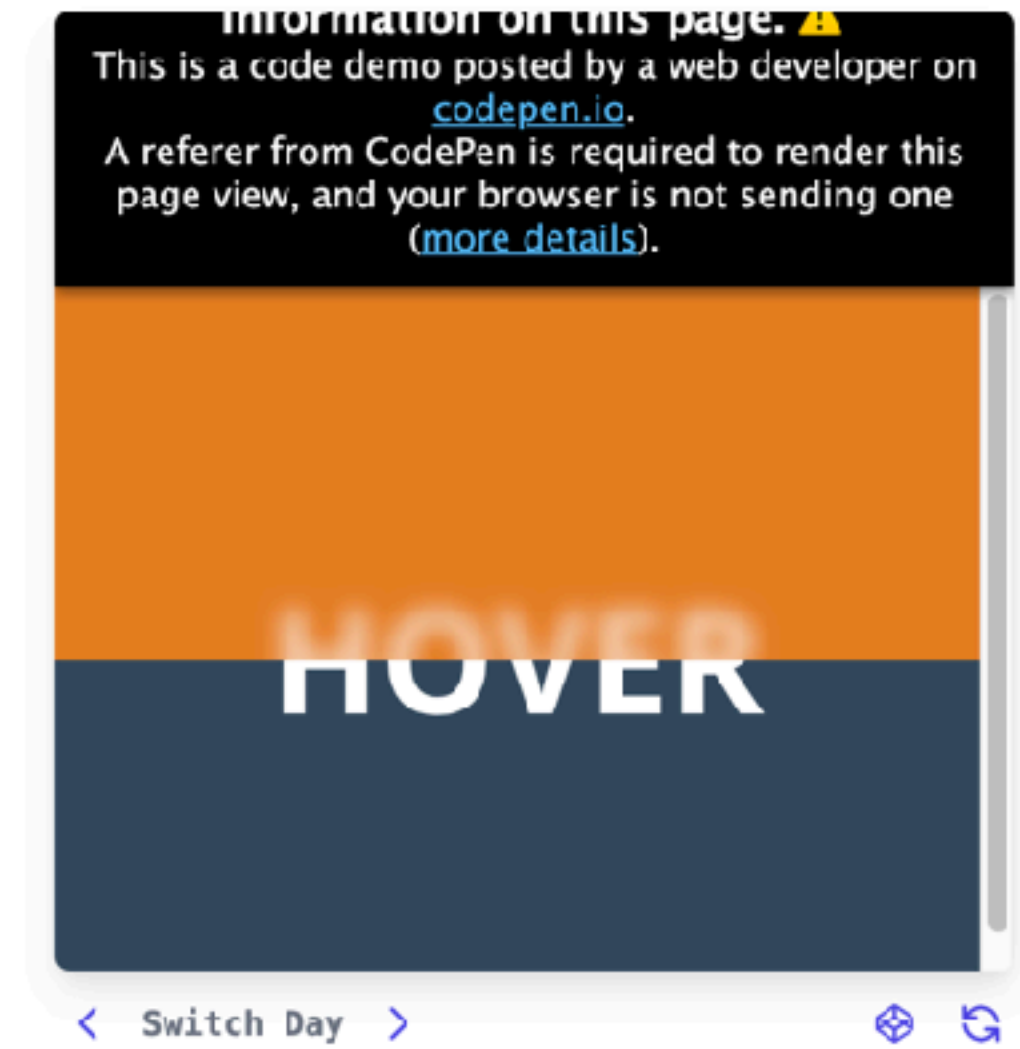 information on this page. ⚠️
This is a code demo posted by a web developer on
codepen.io.
A referer from CodePen is required to render this
page view, and your browser is not sending one
(more details).
HOVER
< Switch Day >